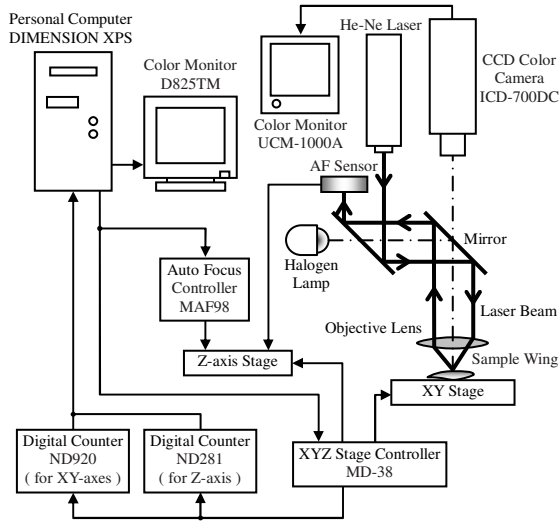 Personal Computer
DIMENSION XPS
Color Monitor
D825TM
Color Monitor
UCM-1000A
He-Ne Laser
CCD Color
Camera
ICD-700DC
AF Sensor
Mirror
Halogen
Lamp
Auto Focus
Controller
MAF98
Laser Beam
Objective Lens
Z-axis Stage
Sample Wing
XY Stage
Digital Counter
ND920
( for XY-axes )
Digital Counter
ND281
( for Z-axis )
XYZ Stage Controller
MD-38